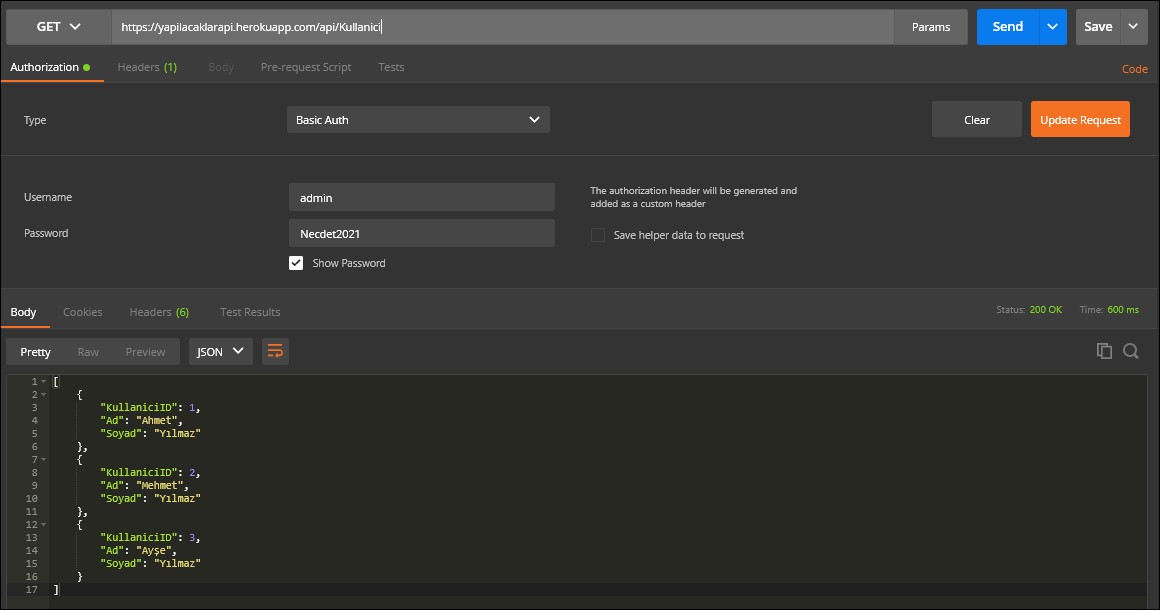 GET https://yapilacaklarapi.herokuapp.com/api/Kullanici Params Send Save
Authorization Headers (1) Body Pre-request Script Tests Code
Type Basic Auth Clear Update Request
Username admin The authorization header will be generated and
added as a custom header
Password Necdet2021 Save helper data to request
Show Password
Body Cookies Headers (6) Test Results Status: 200 OK Time: 600 ms
Pretty Raw Preview JSON
1 [
2 {
3 "KullaniciID": 1,
4 "Ad": "Ahmet",
5 "Soyad": "Yılmaz"
6 },
7 {
8 "KullaniciID": 2,
9 "Ad": "Mehmet",
10 "Soyad": "Yılmaz"
11 },
12 {
13 "KullaniciID": 3,
14 "Ad": "Ayşe",
15 "Soyad": "Yılmaz"
16 }
17 ]